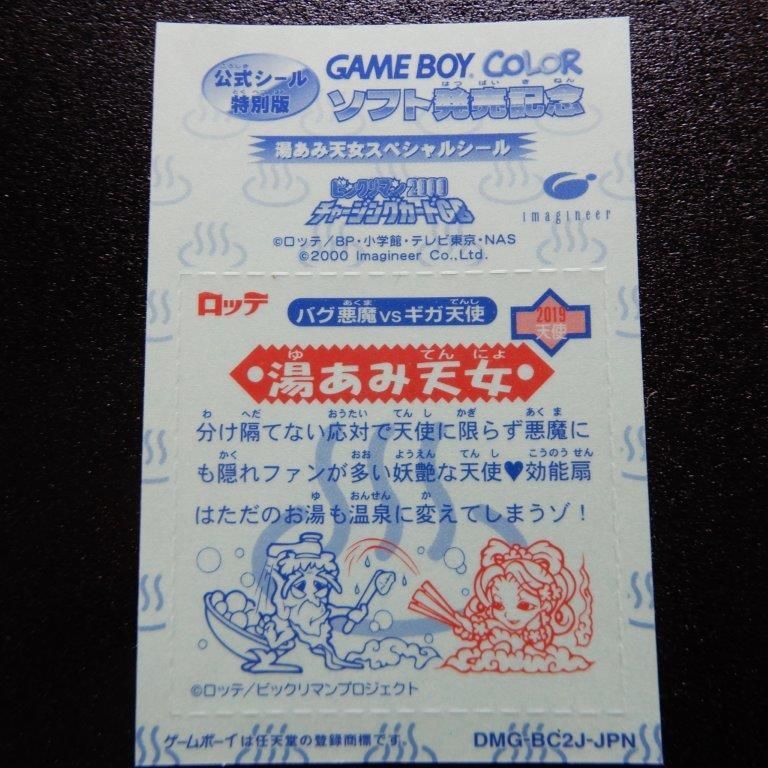 公式シール
特別版
GAME BOY COLOR
ソフト発売記念
湯あみ天女スペシャルシール
ビックリマン2000
チャージングカードGB
imagineer
©ロッテ/BP・小学館・テレビ東京・NAS
©2000 Imagineer Co.,Ltd.
ロッテ
バグ悪魔VSギガ天使
2019
天使
・湯あみ天女・
分け隔てない応対で天使に限らず悪魔に
も隠れファンが多い妖艶な天使♥効能扇
はただのお湯も温泉に変えてしまうゾ!
©ロッテ/ビックリマンプロジェクト
ゲームボーイは任天堂の登録商標です。
DMG-BC2J-JPN